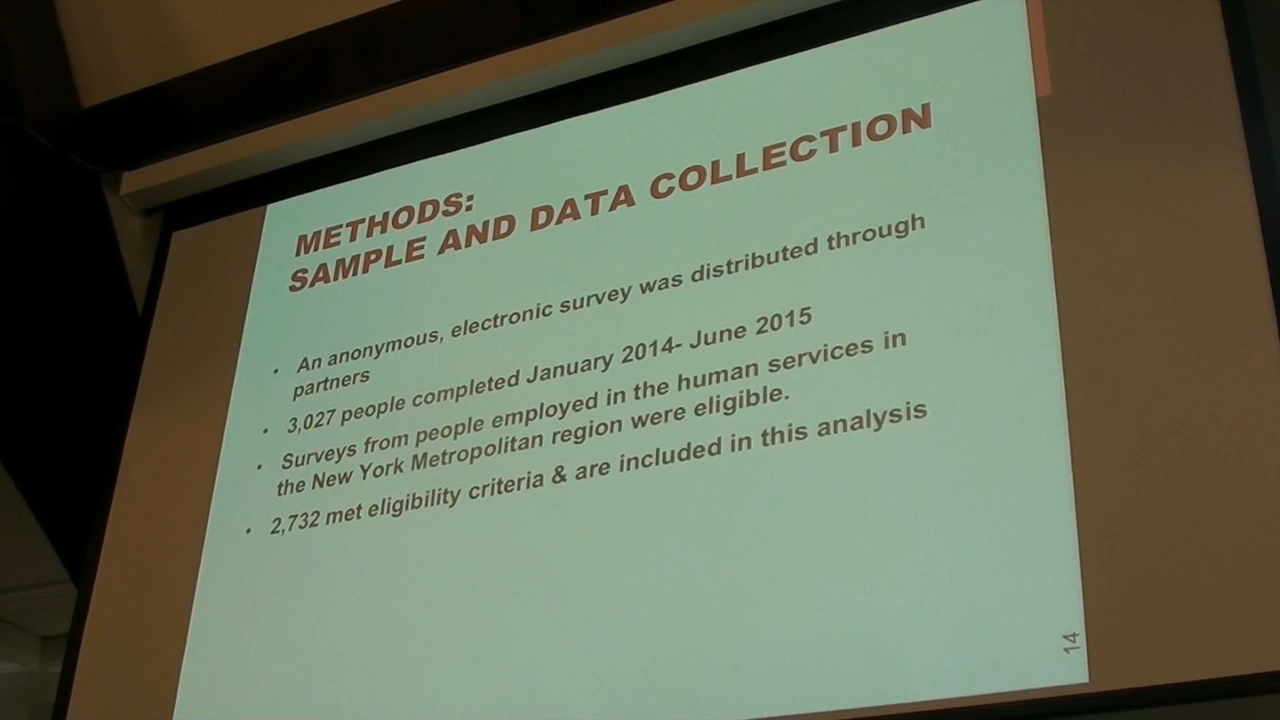 METHODS:
SAMPLE AND DATA COLLECTION
• An anonymous, electronic survey was distributed through
partners
• 3,027 people completed January 2014- June 2015
• Surveys from people employed in the human services in
the New York Metropolitan region were eligible.
• 2,732 met eligibility criteria & are included in this analysis
14